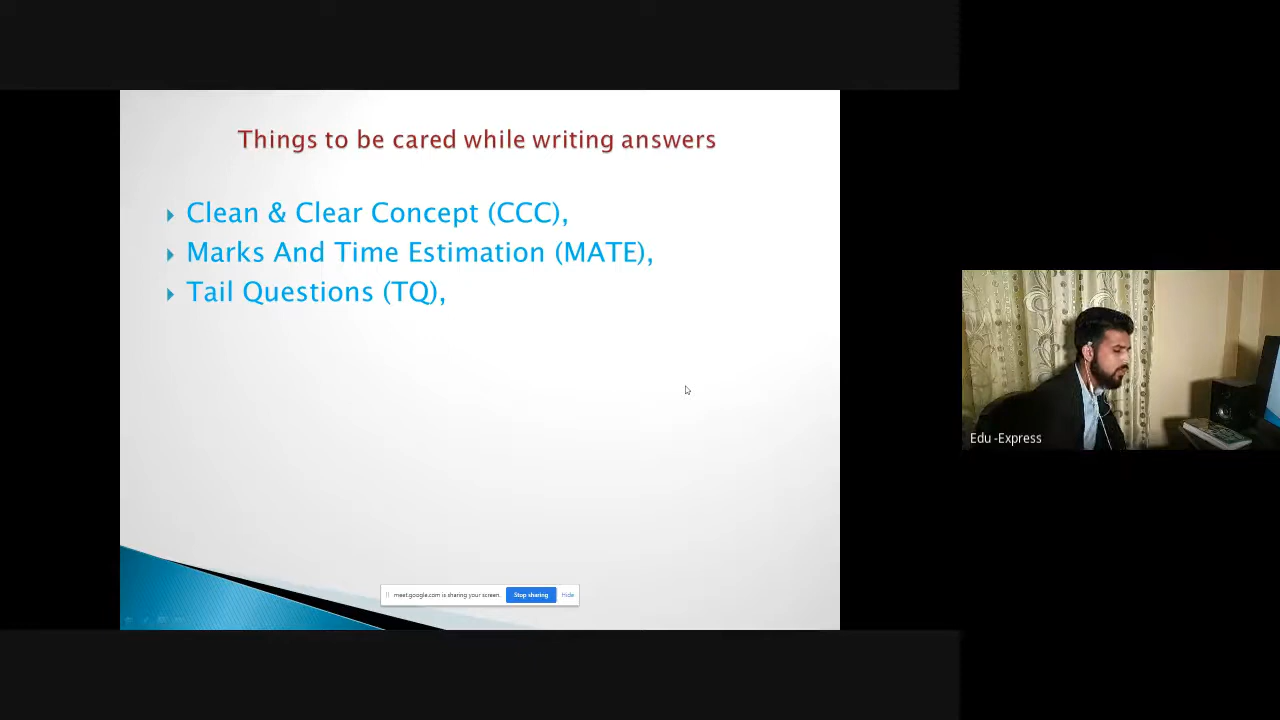 Things to be cared while writing answers
Clean & Clear Concept (CCC),
Marks And Time Estimation (MATE),
Tail Questions (TQ),
Edu -Express
meet.google.com is sharing your screen.
Stop sharing
Hide